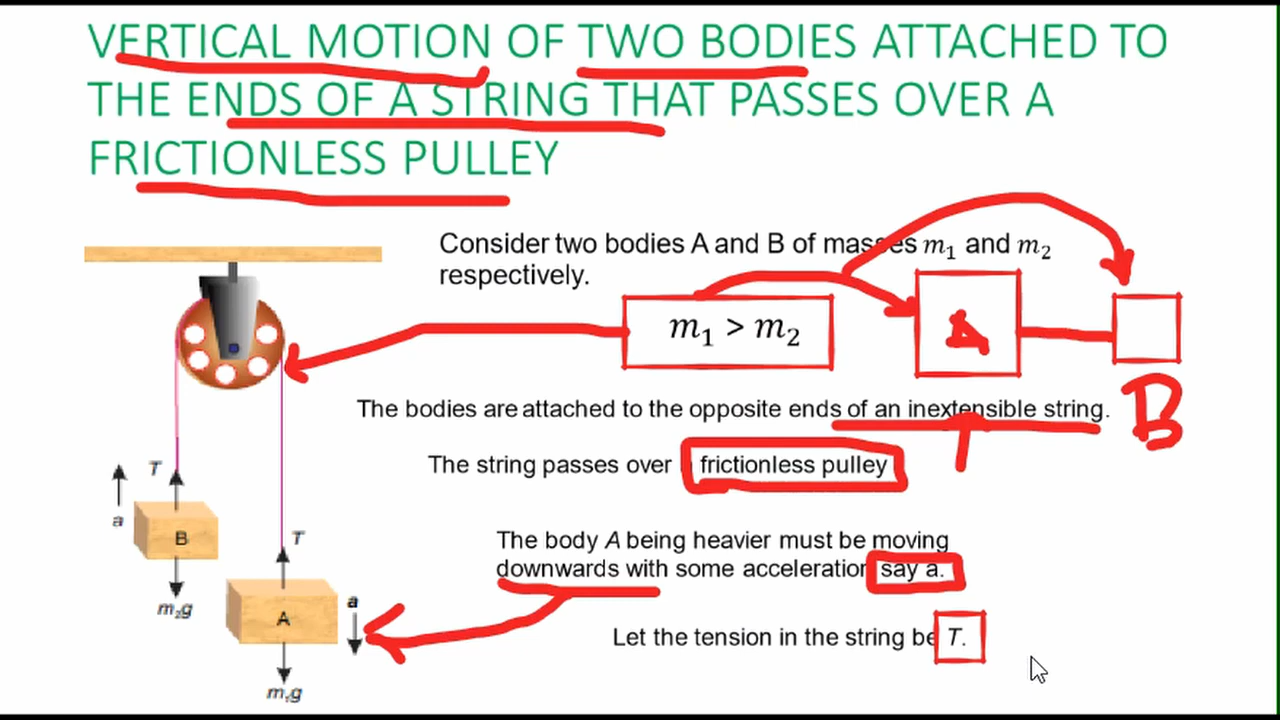 VERTICAL MOTION OF TWO BODIES ATTACHED TO
THE ENDS OF A STRING THAT PASSES OVER A
FRICTIONLESS PULLEY
Consider two bodies A and B of masses m₁ and m₂
respectively.
m₁ > m₂
A
B
The bodies are attached to the opposite ends of an inextensible string.
The string passes over frictionless pulley
The body A being heavier must be moving
downwards with some acceleration say a.
Let the tension in the string be T.
T
a
B
m₂g
T
A
a
m₁g